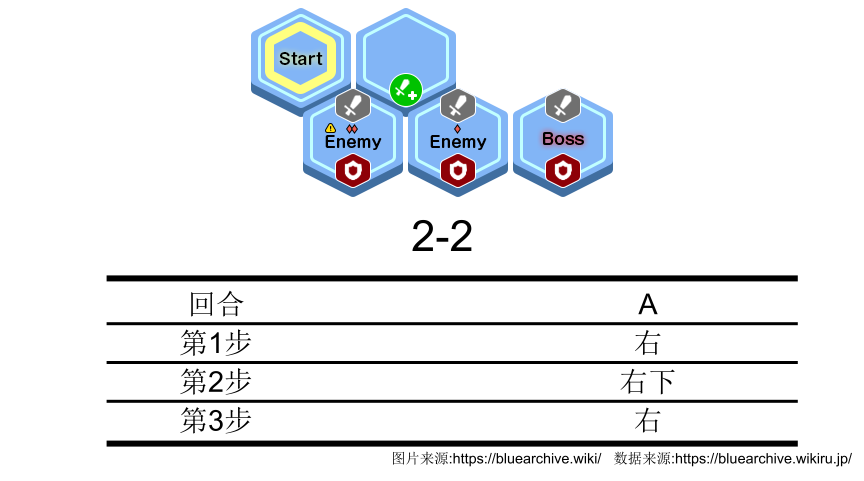 Start
Enemy
Enemy
Boss
2-2
回合 A
第1步 右
第2步 右下
第3步 右
图片来源:https://bluearchive.wiki/ 数据来源:https://bluearchive.wikiru.jp/